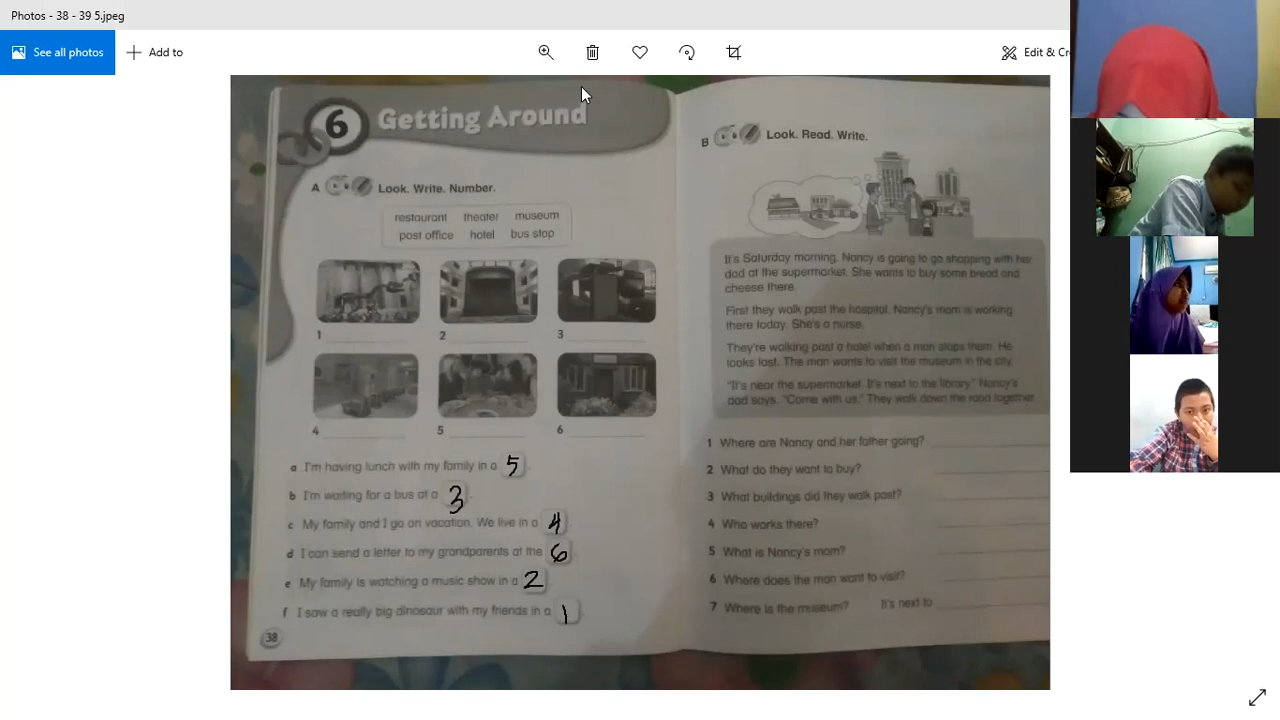 Photos - 38 - 39 5.jpeg
See all photos
Add to
Edit & Cr
6
Getting Around
A Look. Write. Number.
restaurant theater museum
post office hotel bus stop
1
2
3
4
5
6
a I'm having lunch with my family in a 5
b I'm waiting for a bus at a 3
c My family and I go on vacation. We live in a 4
d I can send a letter to my grandparents at the 6
e My family is watching a music show in a 2
f I saw a really big dinosaur with my friends in a 1
38
B Look. Read. Write.
It's Saturday morning. Nancy is going to go shopping with her
dad at the supermarket. She wants to buy some bread and
cheese there.
First they walk past the hospital. Nancy's mom is working
there today. She's a nurse.
They're walking past a hotel when a man stops them. He
looks lost. The man wants to visit the museum in the city.
"It's near the supermarket. It's next to the library" Nancy's
dad says. "Come with us." They walk down the road together.
1 Where are Nancy and her father going?
2 What do they want to buy?
3 What buildings did they walk past?
4 Who works there?
5 What is Nancy's mom?
6 Where does the man want to visit?
7 Where is the museum? It's next to